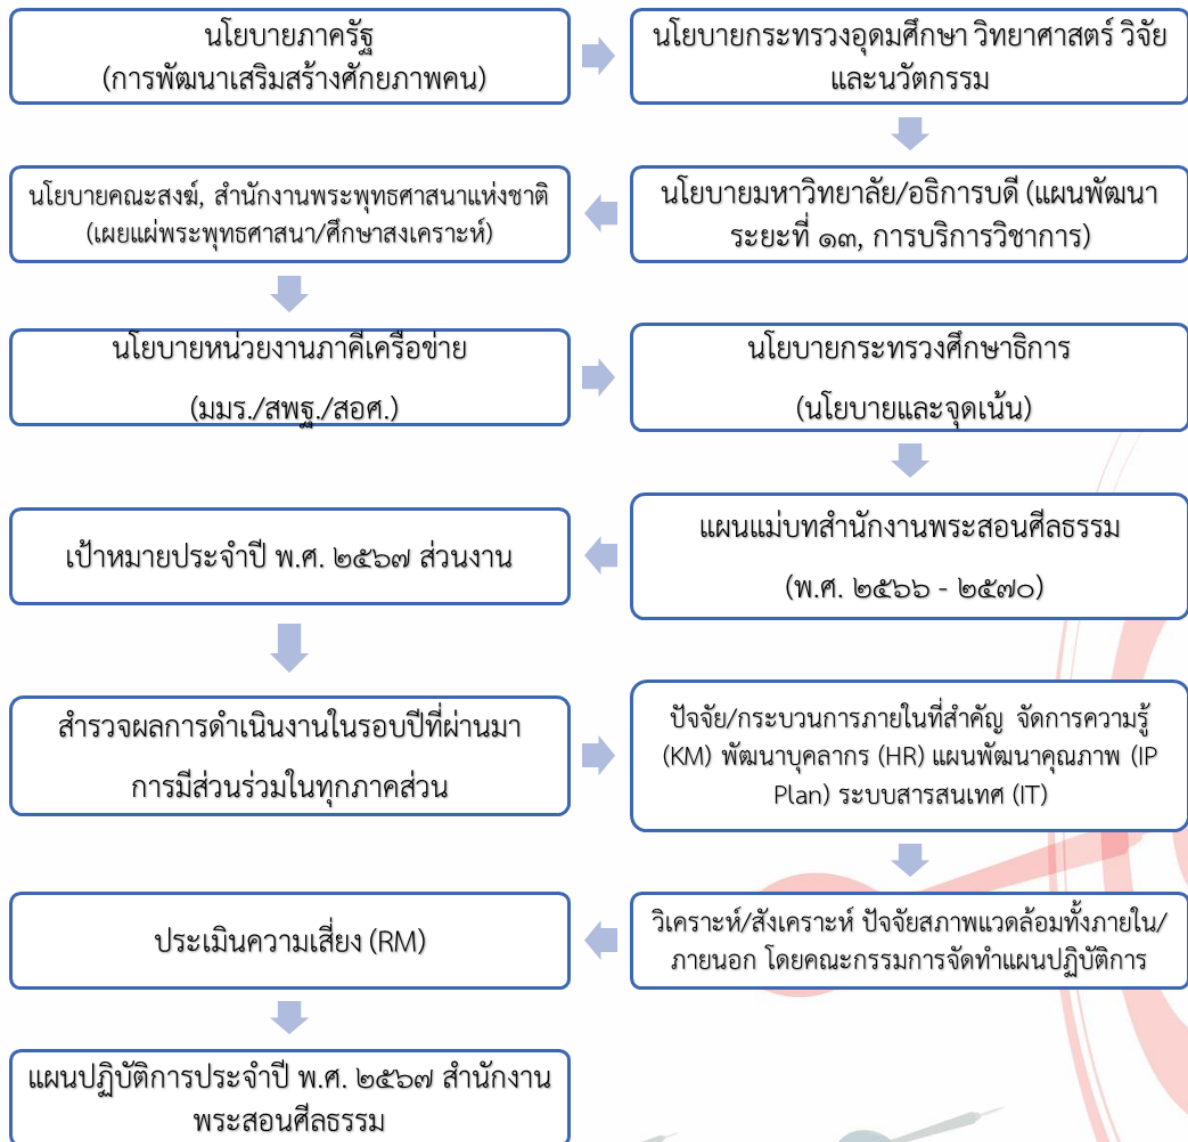 นโยบายภาครัฐ
(การพัฒนาเสริมสร้างศักยภาพคน)
นโยบายกระทรวงอุดมศึกษา วิทยาศาสตร์ วิจัย
และนวัตกรรม
นโยบายมหาวิทยาลัย/อธิการบดี (แผนพัฒนา
ระยะที่ ๑๓, การบริการวิชาการ)
นโยบายคณะสงฆ์, สำนักงานพระพุทธศาสนาแห่งชาติ
(เผยแผ่พระพุทธศาสนา/ศึกษาสงเคราะห์)
นโยบายหน่วยงานภาคีเครือข่าย
(มมร./สพฐ./สอศ.)
นโยบายกระทรวงศึกษาธิการ
(นโยบายและจุดเน้น)
แผนแม่บทสำนักงานพระสอนศีลธรรม
(พ.ศ. ๒๕๖๖ - ๒๕๗๐)
เป้าหมายประจำปี พ.ศ. ๒๕๖๗ ส่วนงาน
สำรวจผลการดำเนินงานในรอบปีที่ผ่านมา
การมีส่วนร่วมในทุกภาคส่วน
ปัจจัย/กระบวนการภายในที่สำคัญ จัดการความรู้
(KM) พัฒนาบุคลากร (HR) แผนพัฒนาคุณภาพ (IP
Plan) ระบบสารสนเทศ (IT)
วิเคราะห์/สังเคราะห์ ปัจจัยสภาพแวดล้อมทั้งภายใน/
ภายนอก โดยคณะกรรมการจัดทำแผนปฏิบัติการ
ประเมินความเสี่ยง (RM)
แผนปฏิบัติการประจำปี พ.ศ. ๒๕๖๗ สำนักงาน
พระสอนศีลธรรม